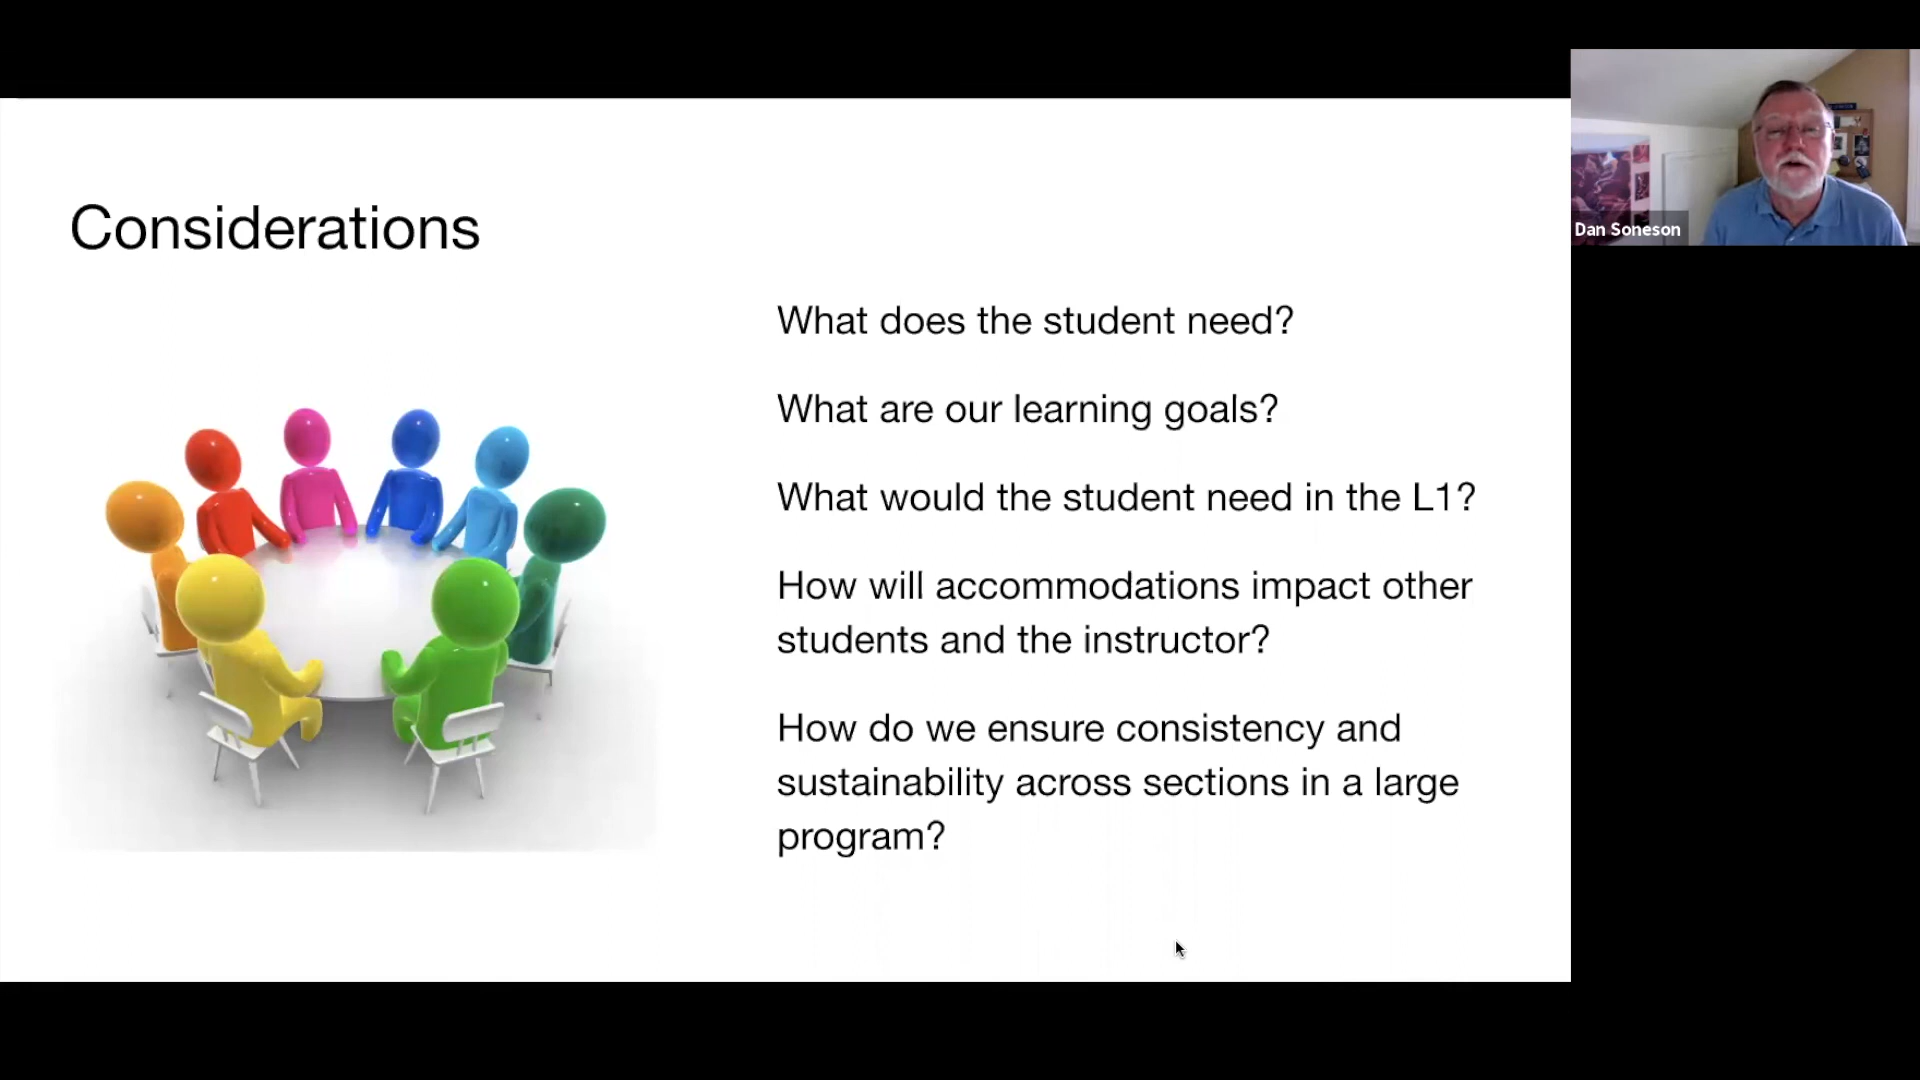 Considerations
What does the student need?
What are our learning goals?
What would the student need in the L1?
How will accommodations impact other
students and the instructor?
How do we ensure consistency and
sustainability across sections in a large
program?
Dan Soneson